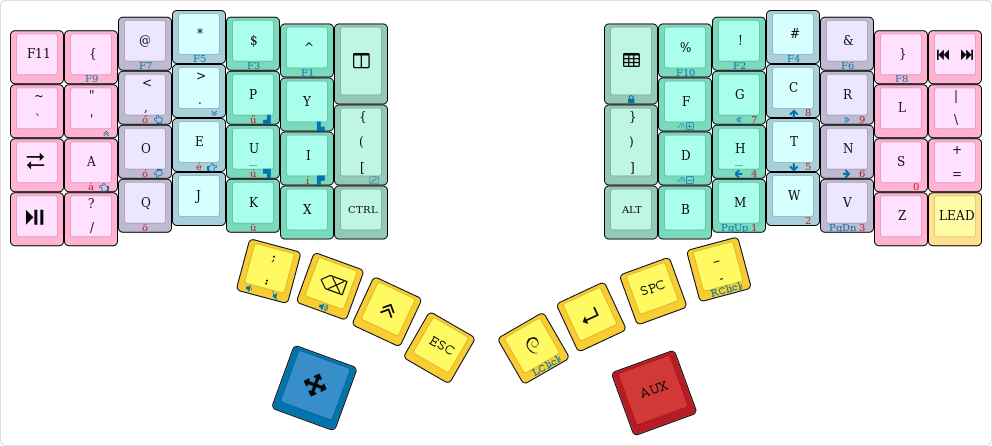 F11 { @ * $ ^ % ! # & }
F9 F7 F5 F3 F1 F10 F2 F4 F6 F8
~ " < > P Y { } F G C R L |
` ' , . ó ű « 7 8 » 9 \
A O E U I ( ) D H T N S +
á ó é _ ú í [ ] _ 4 5 6 0 =
? Q J K X CTRL ALT B M W V Z LEAD
/ ö ü PgUp 1 2 PgDn 3
; -
: SPC -
RClick
ESC LClick
AUX